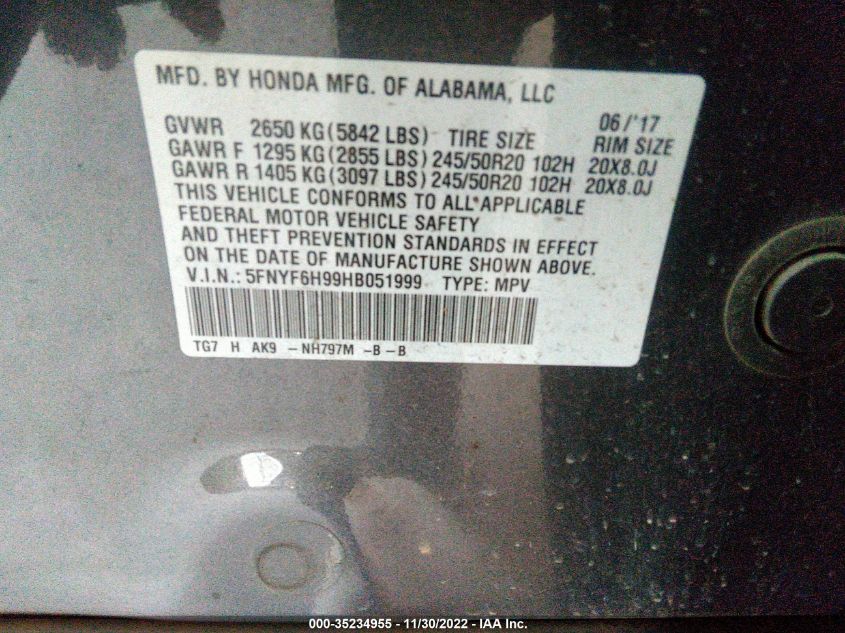 MFD. BY HONDA MFG. OF ALABAMA, LLC
06/'17
GVWR 2650 KG(5842 LBS) TIRE SIZE RIM SIZE
GAWR F 1295 KG(2855 LBS) 245/50R20 102H 20X8.0J
GAWR R 1405 KG(3097 LBS) 245/50R20 102H 20X8.0J
THIS VEHICLE CONFORMS TO ALL APPLICABLE
FEDERAL MOTOR VEHICLE SAFETY
AND THEFT PREVENTION STANDARDS IN EFFECT
ON THE DATE OF MANUFACTURE SHOWN ABOVE.
V.I.N.: 5FNYF6H99HB051999 TYPE: MPV
TG7 H AK9 -NH797M -B-B
000-35234955 - 11/30/2022 - IAA Inc.